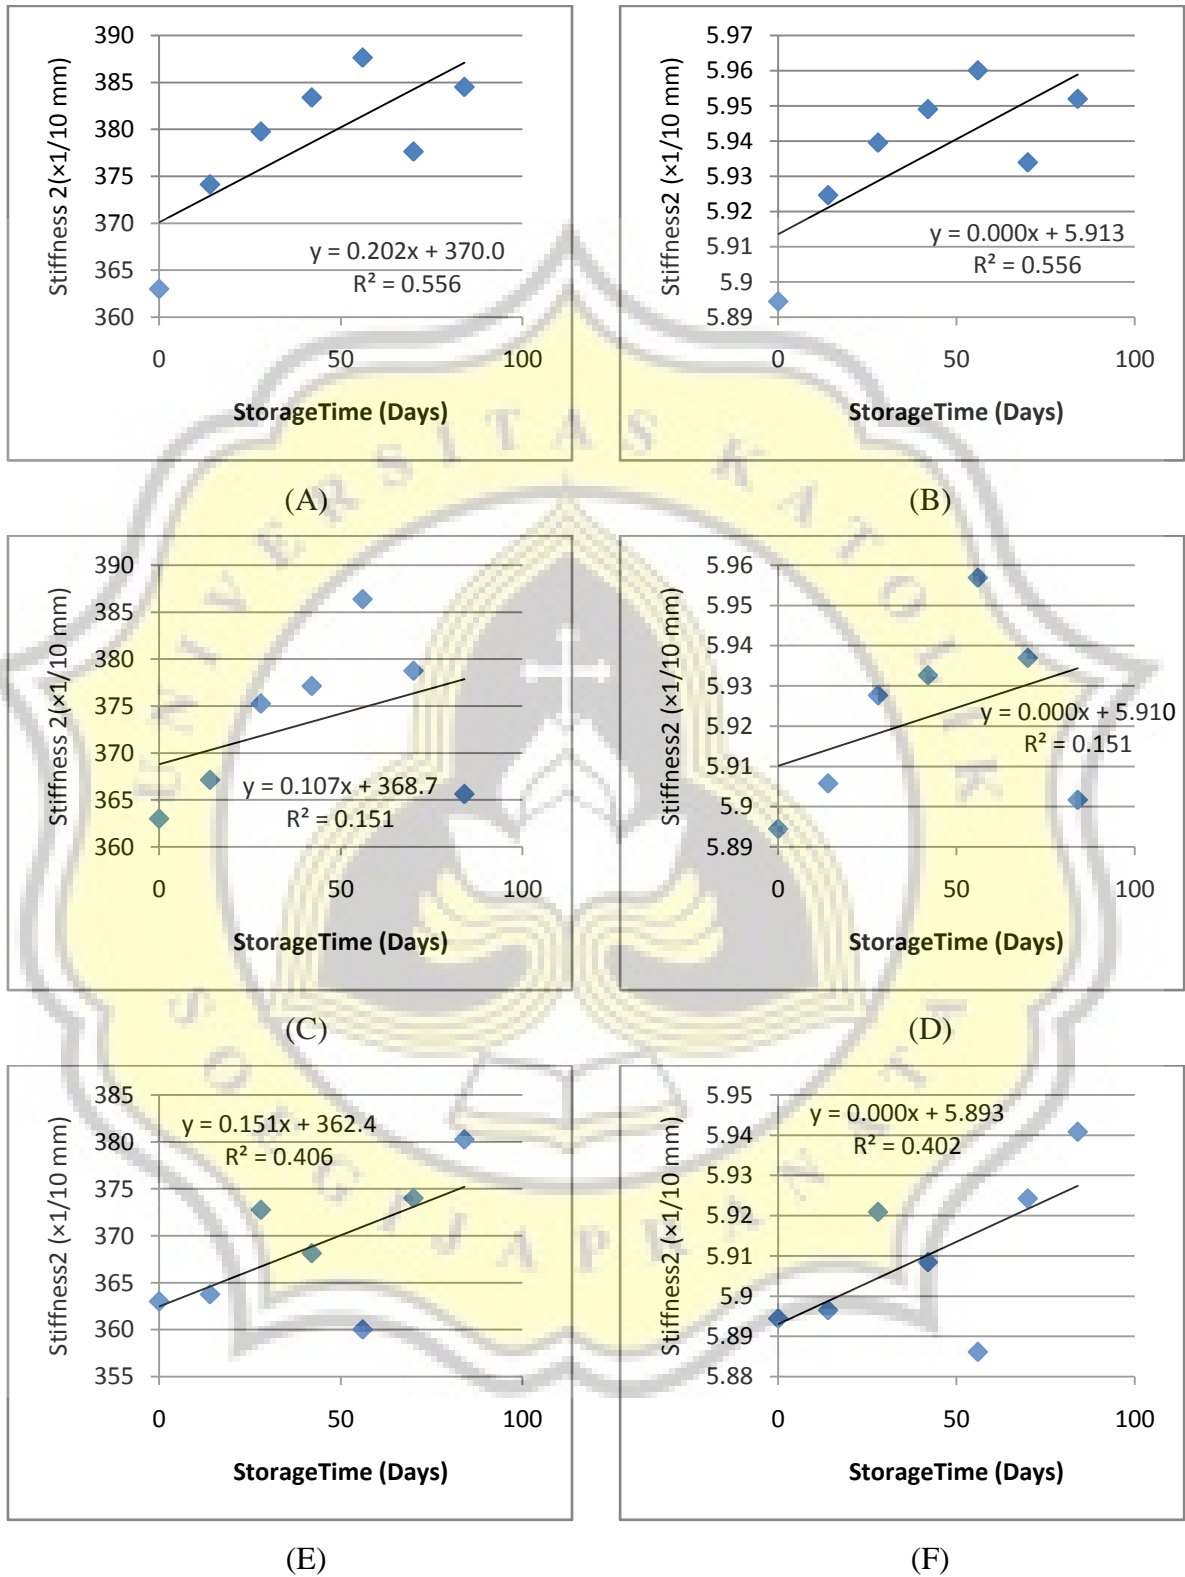 390
385
380
375
370
365
360
Stiffness 2(×1/10 mm)
y = 0.202x + 370.0
R² = 0.556
0
50
100
StorageTime (Days)
(A)
5.97
5.96
5.95
5.94
5.93
5.92
5.91
5.9
5.89
Stiffness2 (×1/10 mm)
y = 0.000x + 5.913
R² = 0.556
0
50
100
StorageTime (Days)
(B)
390
385
380
375
370
365
360
Stiffness 2(×1/10 mm)
y = 0.107x + 368.7
R² = 0.151
0
50
100
StorageTime (Days)
(C)
5.96
5.95
5.94
5.93
5.92
5.91
5.9
5.89
Stiffness2 (×1/10 mm)
y = 0.000x + 5.910
R² = 0.151
0
50
100
StorageTime (Days)
(D)
385
380
375
370
365
360
355
Stiffness2 (×1/10 mm)
y = 0.151x + 362.4
R² = 0.406
0
50
100
StorageTime (Days)
(E)
5.95
5.94
5.93
5.92
5.91
5.9
5.89
5.88
Stiffness2 (×1/10 mm)
y = 0.000x + 5.893
R² = 0.402
0
50
100
StorageTime (Days)
(F)
UNIVERSITAS KATOLIK
SOEGIJAPRANATA